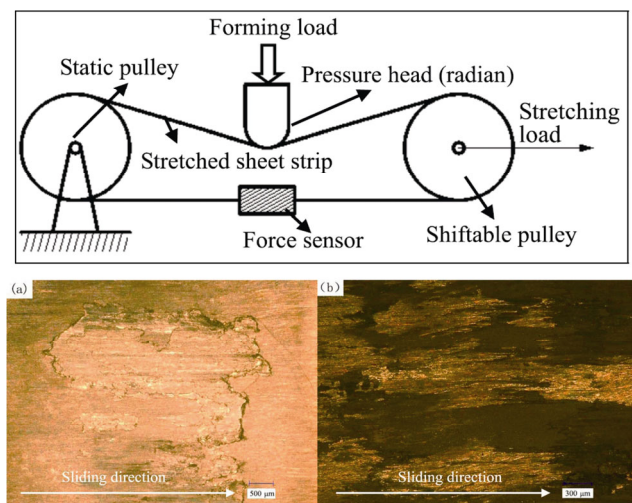 Forming load
Static pulley
Pressure head (radian)
Stretching
load
Stretched sheet strip
Force sensor
Shiftable pulley
(a)
(b)
Sliding direction
500 μm
Sliding direction
300 μm